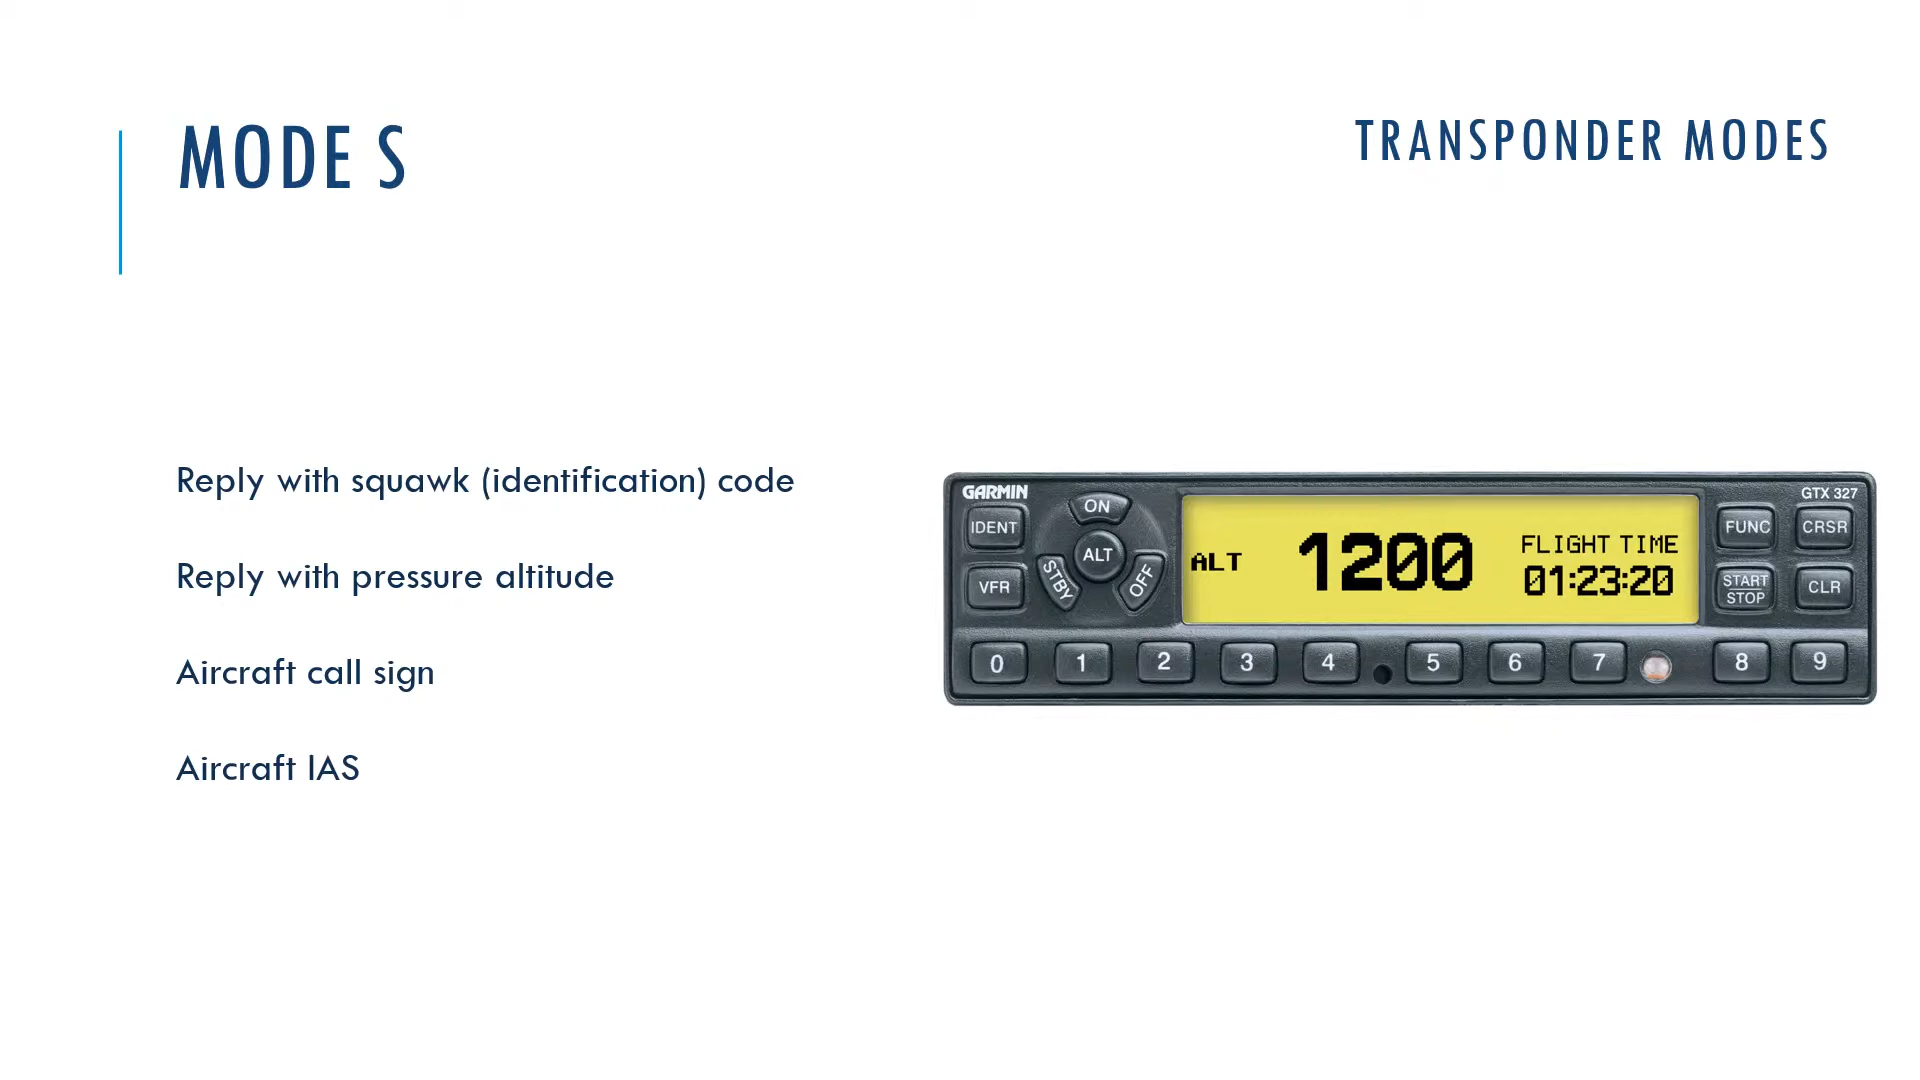 MODE S
TRANSPONDER MODES
Reply with squawk (identification) code
Reply with pressure altitude
Aircraft call sign
Aircraft IAS
GARMIN
GTX 327
IDENT
ON
ALT
STBY
OFF
VFR
ALT
1200
FLIGHT TIME
01:23:20
FUNC
CRSR
START
STOP
CLR
0 1 2 3 4 5 6 7 8 9